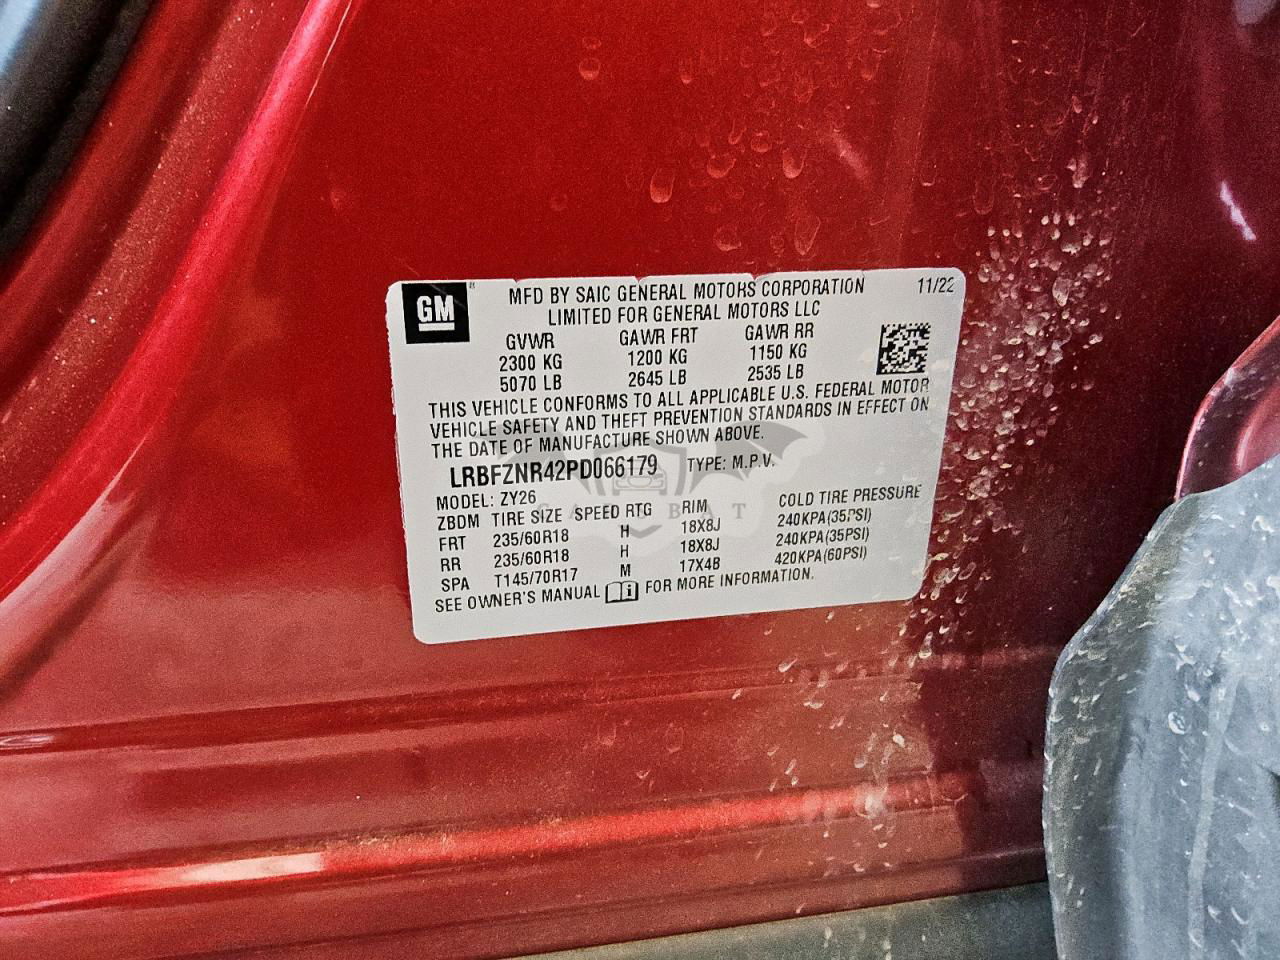 GM
MFD BY SAIC GENERAL MOTORS CORPORATION 11/22
LIMITED FOR GENERAL MOTORS LLC
GVWR GAWR FRT GAWR RR
2300 KG 1200 KG 1150 KG
5070 LB 2645 LB 2535 LB
THIS VEHICLE CONFORMS TO ALL APPLICABLE U.S. FEDERAL MOTOR
VEHICLE SAFETY AND THEFT PREVENTION STANDARDS IN EFFECT ON
THE DATE OF MANUFACTURE SHOWN ABOVE.
LRBFZNR42PD066179 TYPE: M.P.V.
MODEL: ZY26
ZBDM TIRE SIZE SPEED RTG RIM COLD TIRE PRESSURE
FRT 235/60R18 H 18X8J 240KPA(35PSI)
RR 235/60R18 H 18X8J 240KPA(35PSI)
SPA T145/70R17 M 17X4B 420KPA(60PSI)
SEE OWNER'S MANUAL FOR MORE INFORMATION.